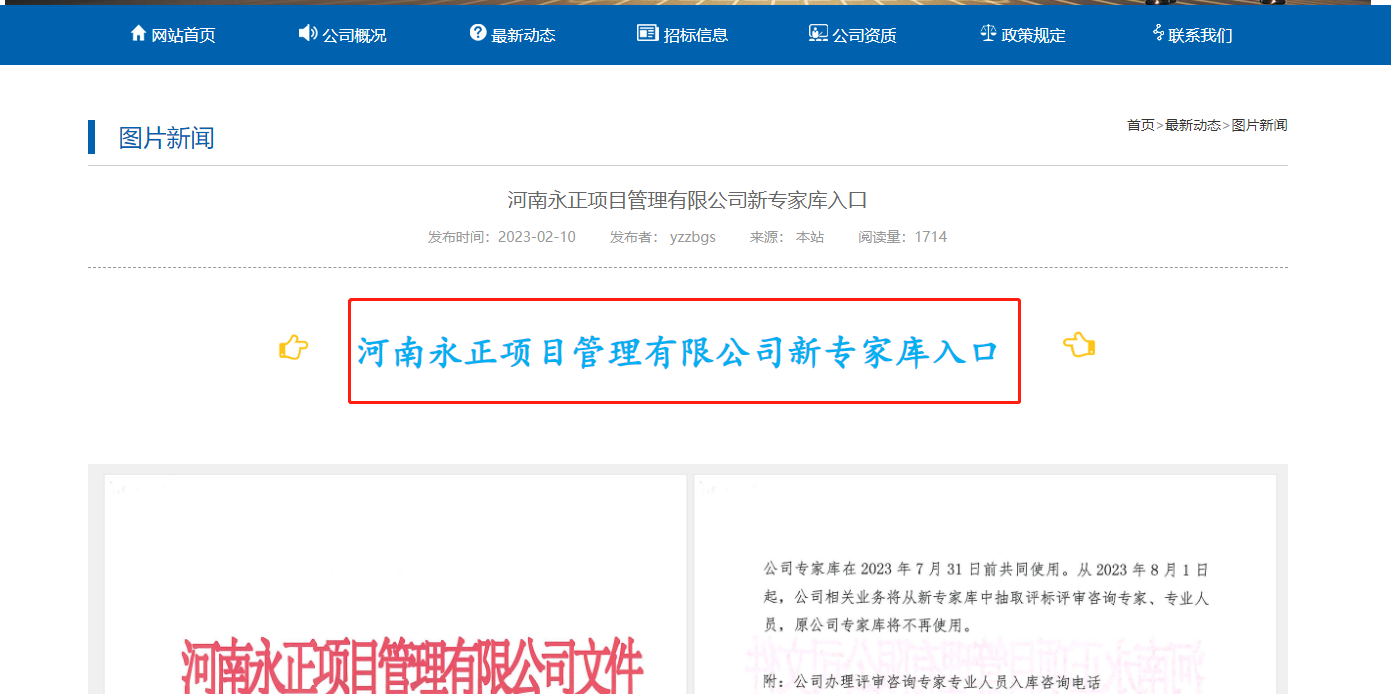 网站首页 公司概况 最新动态 招标信息 公司资质 政策规定 联系我们
图片新闻
首页>最新动态>图片新闻
河南永正项目管理有限公司新专家库入口
发布时间：2023-02-10 发布者： yzzbgs 来源： 本站 阅读量：1714
河南永正项目管理有限公司新专家库入口
河南永正项目管理有限公司文件
公司专家库在 2023 年 7 月 31 日前共同使用。从 2023 年 8 月 1 日
起，公司相关业务将从新专家库中抽取评标评审咨询专家、专业人
员，原公司专家库将不再使用。
附：公司办理评审咨询专家专业人员入库咨询电话